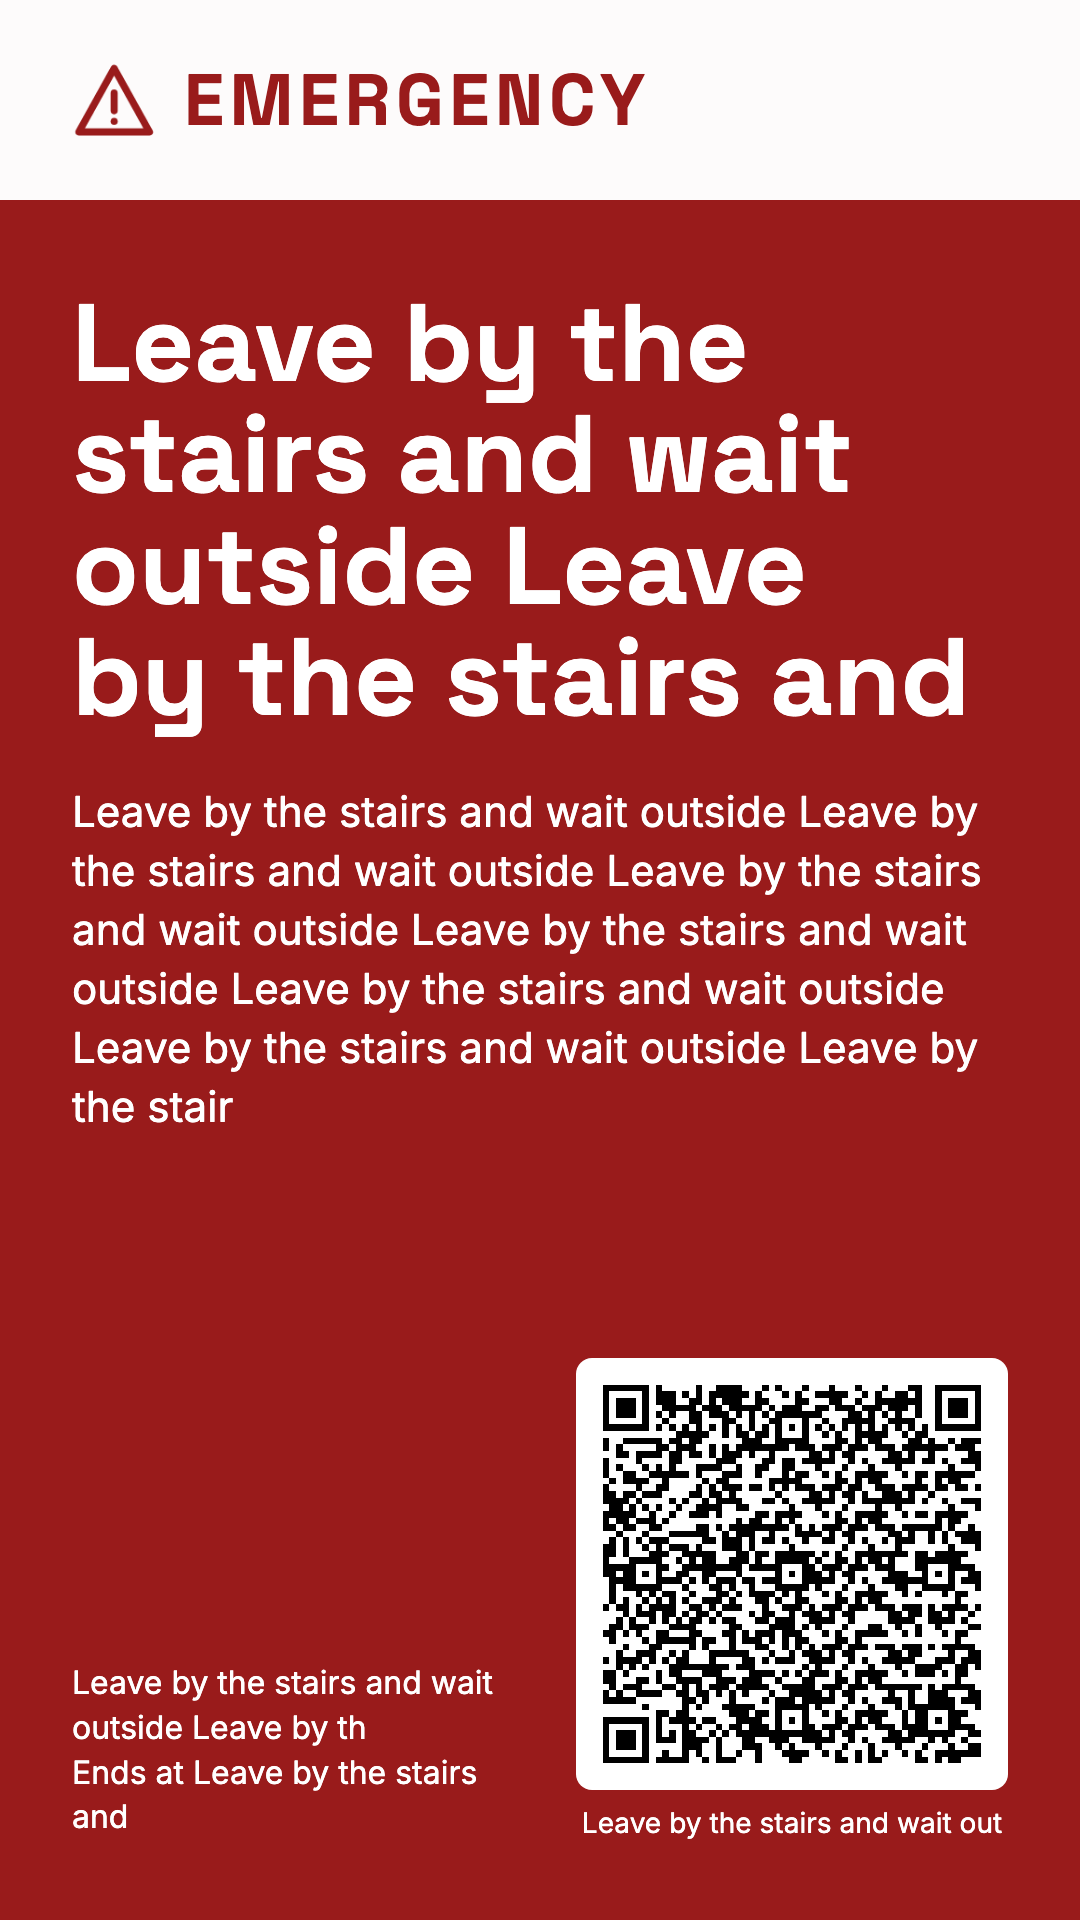 EMERGENCY
Leave by the
stairs and wait
outside Leave
by the stairs and
Leave by the stairs and wait outside Leave by
the stairs and wait outside Leave by the stairs
and wait outside Leave by the stairs and wait
outside Leave by the stairs and wait outside
Leave by the stairs and wait outside Leave by
the stair
Leave by the stairs and wait
outside Leave by th
Ends at Leave by the stairs
and
Leave by the stairs and wait out